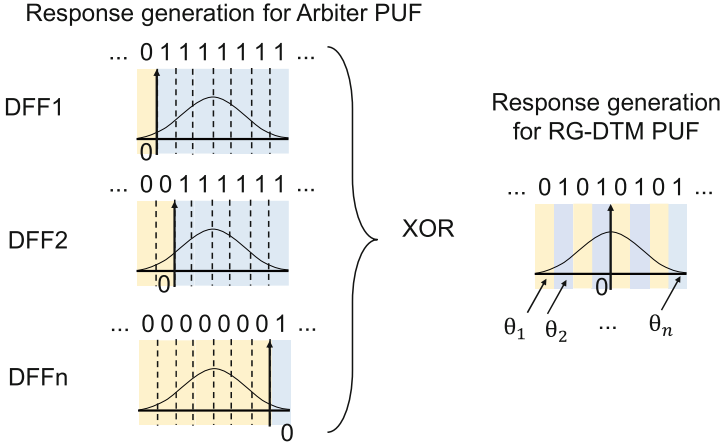 Response generation for Arbiter PUF
... 0 1 1 1 1 1 1 1 ...
DFF1
0
... 0 0 1 1 1 1 1 1 ...
DFF2
0
... 0 0 0 0 0 0 0 0 1 ...
DFFn
0
XOR
Response generation
for RG-DTM PUF
... 0 1 0 1 0 1 0 1 ...
0
θ1 θ2 ... θn